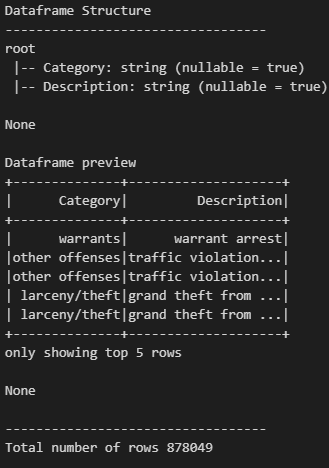 Dataframe Structure
---------------------------------
root
 |-- Category: string (nullable = true)
 |-- Description: string (nullable = true)

None

Dataframe preview
+--------------+--------------------+
|      Category|         Description|
+--------------+--------------------+
|      warrants|      warrant arrest|
|other offenses|traffic violation...|
|other offenses|traffic violation...|
| larceny/theft|grand theft from ...|
| larceny/theft|grand theft from ...|
+--------------+--------------------+
only showing top 5 rows

None

---------------------------------
Total number of rows 878049